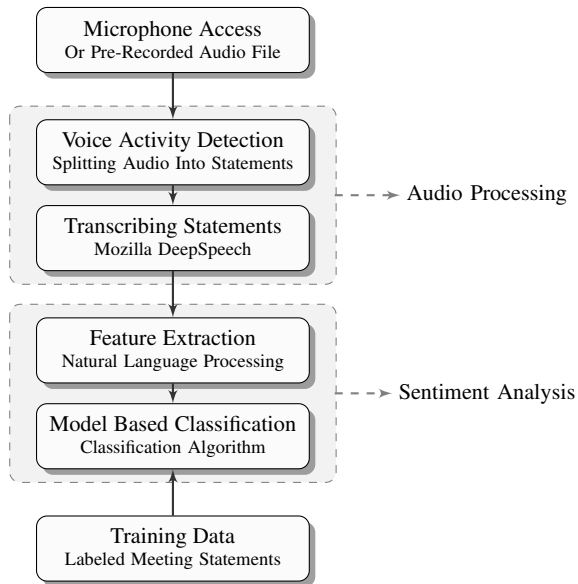 Microphone Access
Or Pre-Recorded Audio File
Voice Activity Detection
Splitting Audio Into Statements
Audio Processing
Transcribing Statements
Mozilla DeepSpeech
Feature Extraction
Natural Language Processing
Sentiment Analysis
Model Based Classification
Classification Algorithm
Training Data
Labeled Meeting Statements